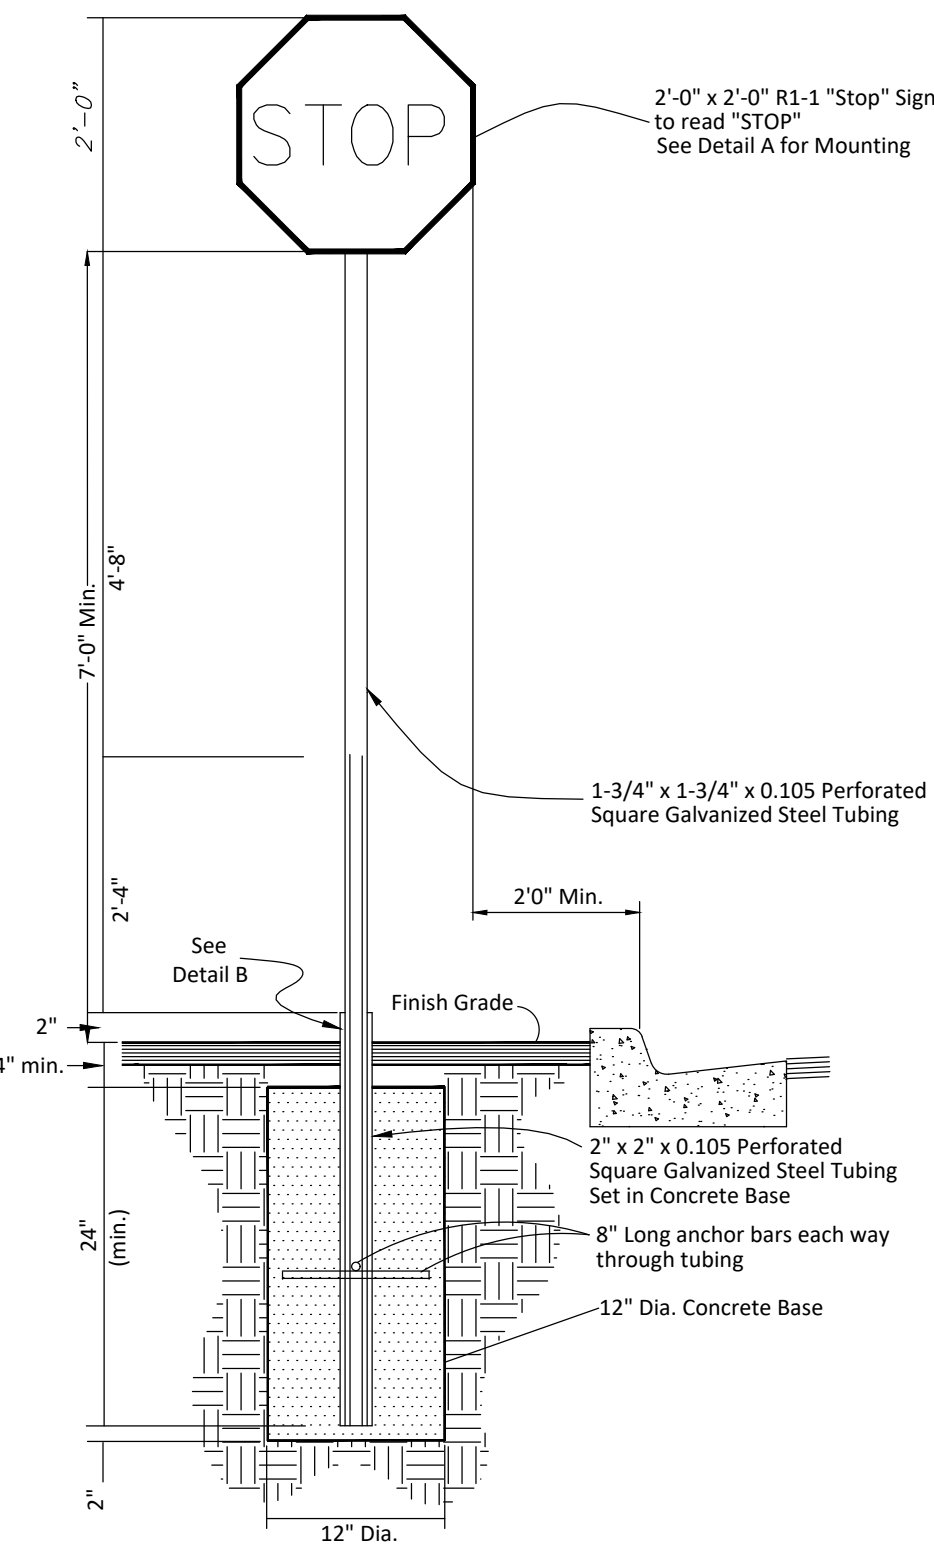 2'-0"
STOP
2'-0" x 2'-0" R1-1 "Stop" Sign
to read "STOP"
See Detail A for Mounting
4'-8"
7'-0" Min.
1-3/4" x 1-3/4" x 0.105 Perforated
Square Galvanized Steel Tubing
2'-4"
2'0" Min.
See
Detail B
Finish Grade
2"
4" min.
2" x 2" x 0.105 Perforated
Square Galvanized Steel Tubing
Set in Concrete Base
24"
(min.)
8" Long anchor bars each way
through tubing
12" Dia. Concrete Base
2"
12" Dia.